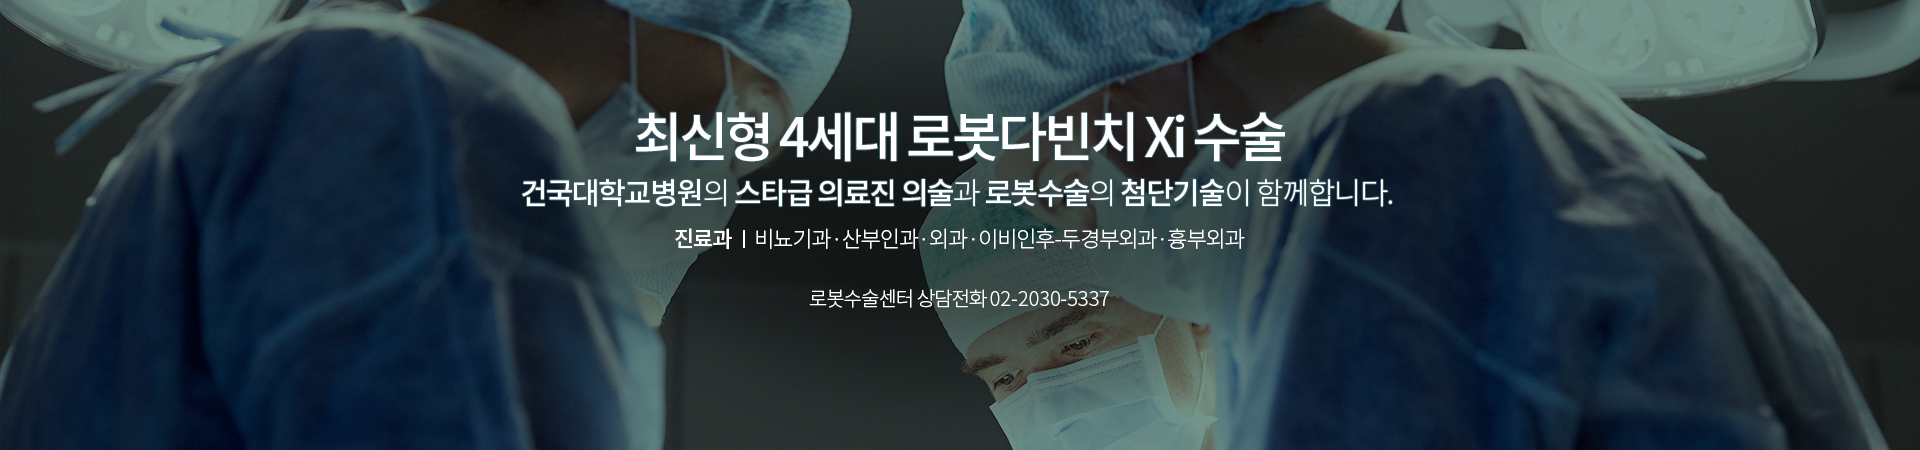 최신형 4세대 로봇다빈치 Xi 수술
건국대학교병원의 스타급 의료진 의술과 로봇수술의 첨단기술이 함께합니다.
진료과 ㅣ 비뇨기과 · 산부인과 · 외과 · 이비인후-두경부외과 · 흉부외과
로봇수술센터 상담전화 02-2030-5337